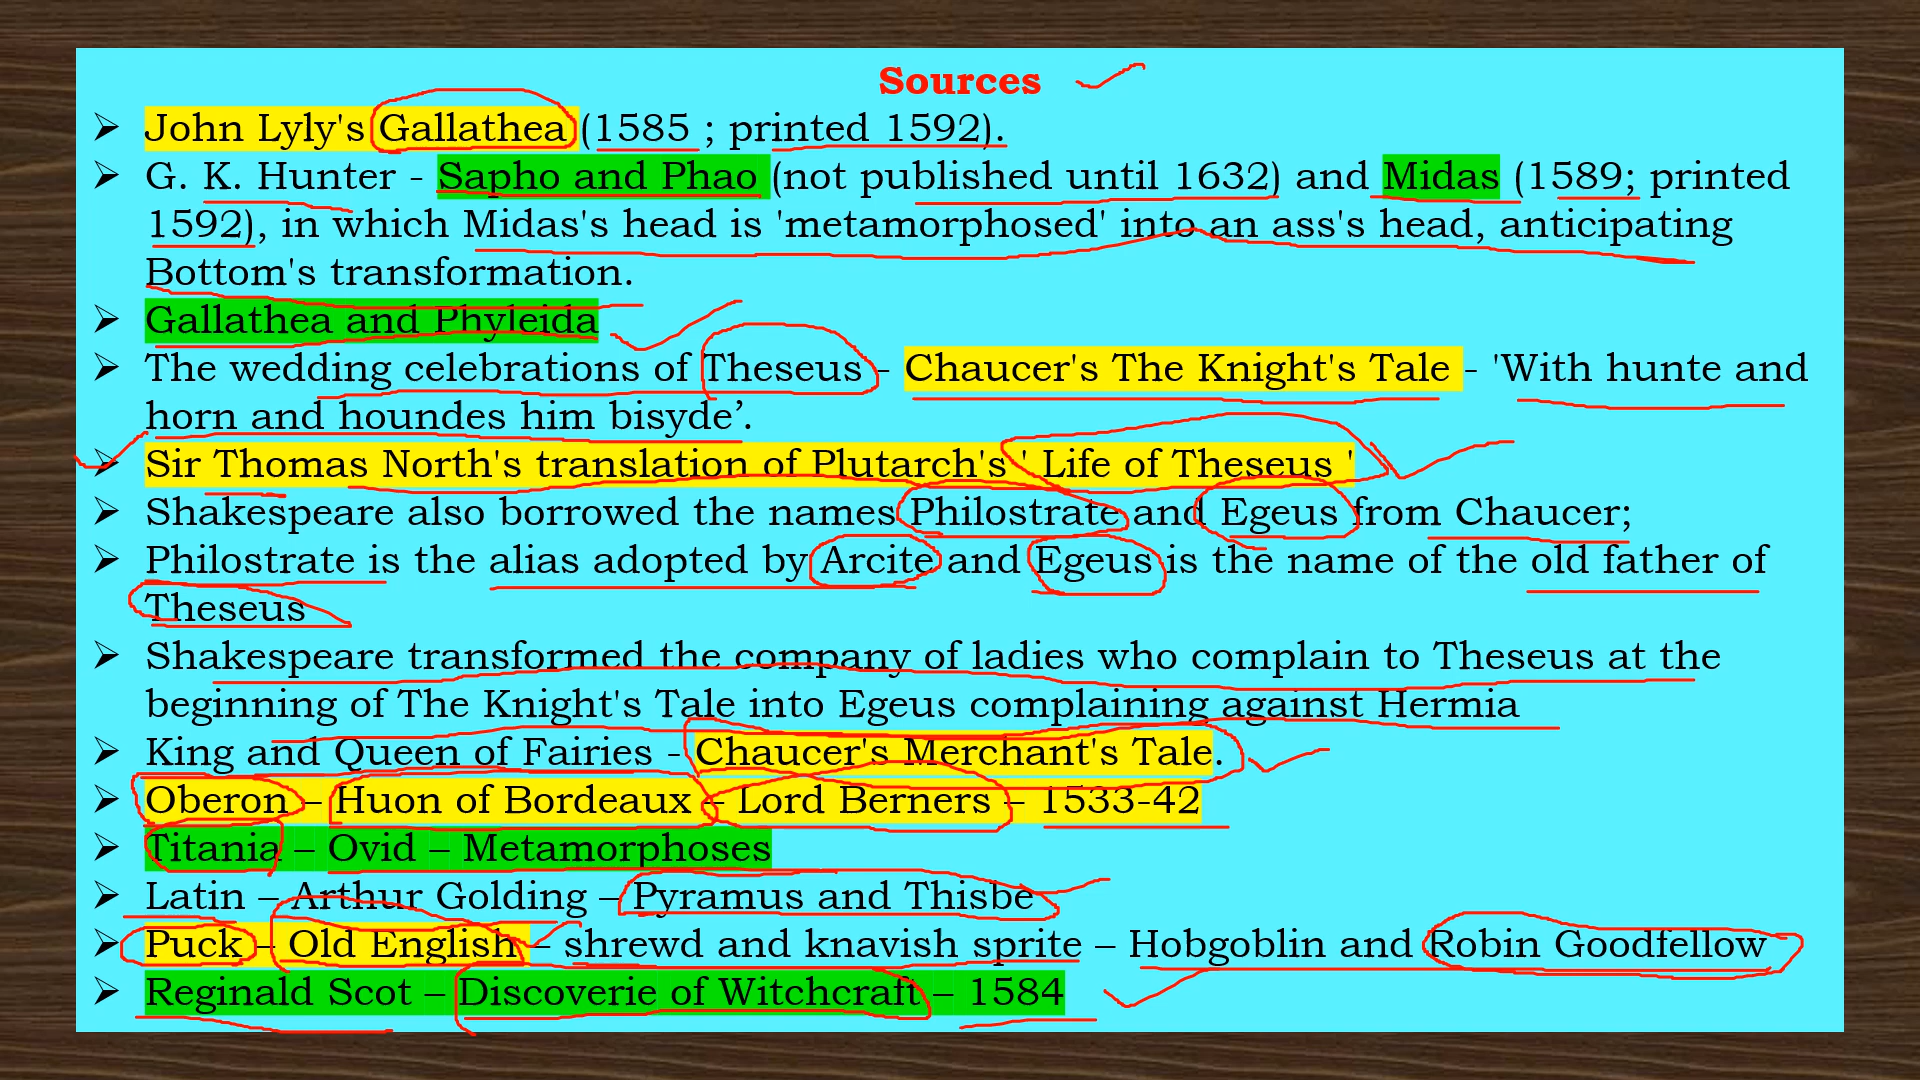 Sources
➢ John Lyly's Gallathea (1585 ; printed 1592).
➢ G. K. Hunter - Sapho and Phao (not published until 1632) and Midas (1589; printed
1592), in which Midas's head is 'metamorphosed' into an ass's head, anticipating
Bottom's transformation.
➢ Gallathea and Phyleida
➢ The wedding celebrations of Theseus - Chaucer's The Knight's Tale - 'With hunte and
horn and houndes him bisyde’.
➢ Sir Thomas North's translation of Plutarch's ' Life of Theseus '
➢ Shakespeare also borrowed the names Philostrate and Egeus from Chaucer;
➢ Philostrate is the alias adopted by Arcite and Egeus is the name of the old father of
Theseus
➢ Shakespeare transformed the company of ladies who complain to Theseus at the
beginning of The Knight's Tale into Egeus complaining against Hermia
➢ King and Queen of Fairies - Chaucer's Merchant's Tale.
➢ Oberon – Huon of Bordeaux – Lord Berners – 1533-42
➢ Titania – Ovid – Metamorphoses
➢ Latin – Arthur Golding – Pyramus and Thisbe
➢ Puck – Old English – shrewd and knavish sprite – Hobgoblin and Robin Goodfellow
➢ Reginald Scot – Discoverie of Witchcraft – 1584